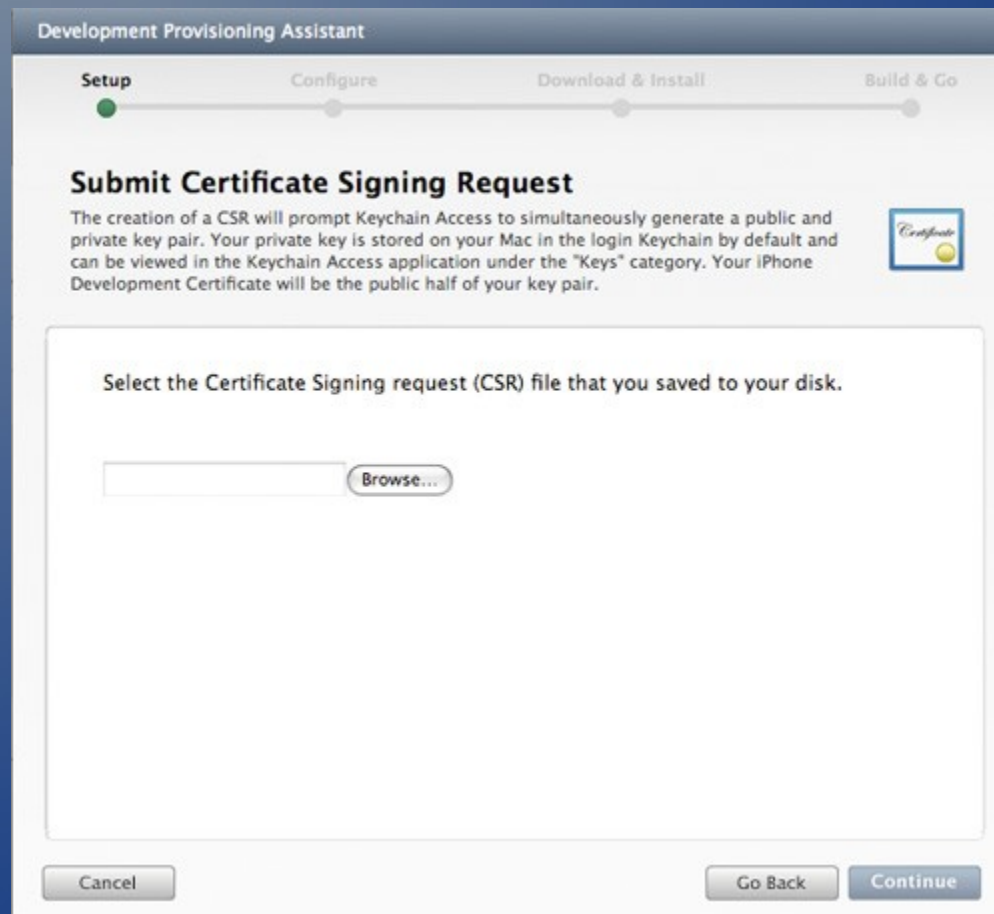 Development Provisioning Assistant
Setup Configure Download & Install Build & Go
Submit Certificate Signing Request
The creation of a CSR will prompt Keychain Access to simultaneously generate a public and
private key pair. Your private key is stored on your Mac in the login Keychain by default and
can be viewed in the Keychain Access application under the "Keys" category. Your iPhone
Development Certificate will be the public half of your key pair.
Certificate
Select the Certificate Signing request (CSR) file that you saved to your disk.
Browse...
Cancel Go Back Continue